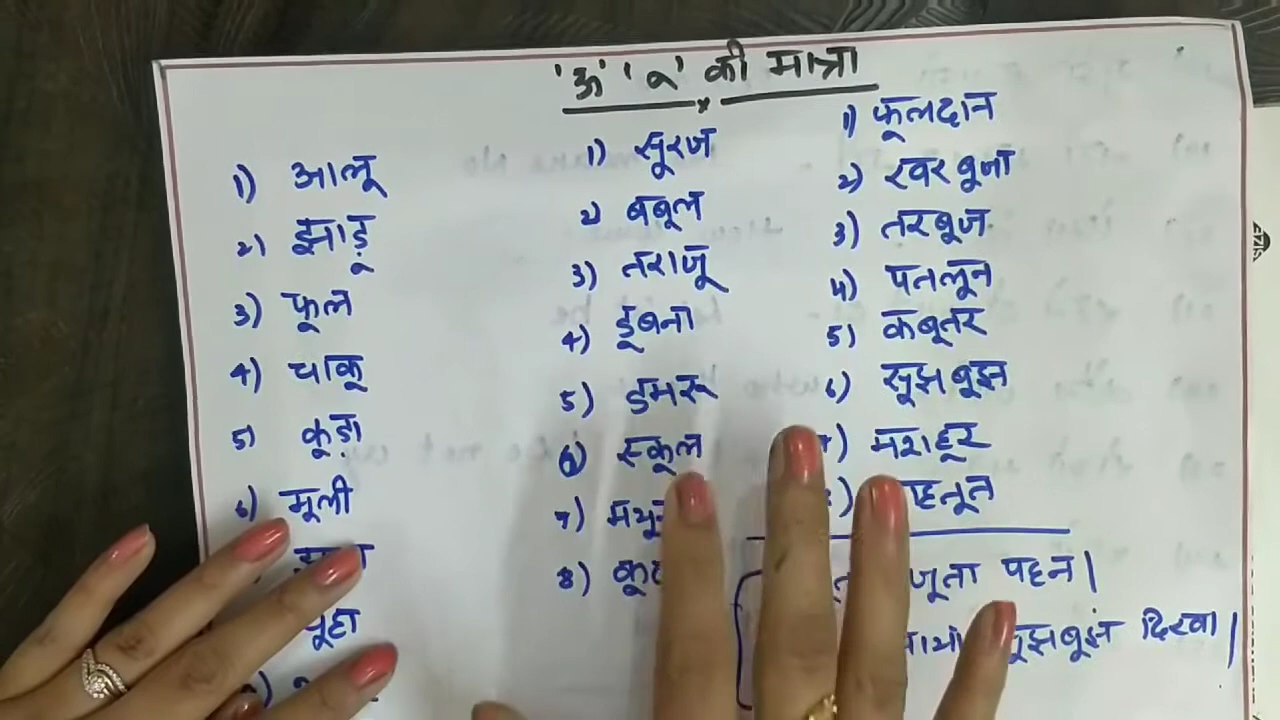 'ऊ' 'ू' की मात्रा
1) आलू
2) झाड़ू
3) फूल
4) चाकू
5) कूड़ा
6) मूली
चूहा
1) सूरज
2) बबूल
3) तराजू
4) डूबना
5) डमरू
6) स्कूल
7)
8)
1) फूलदान
2) खरबूजा
3) तरबूज
4) पतलून
5) कबूतर
6) सूझबूझ
7) मशहूर
जूता पहन।
दिखा।